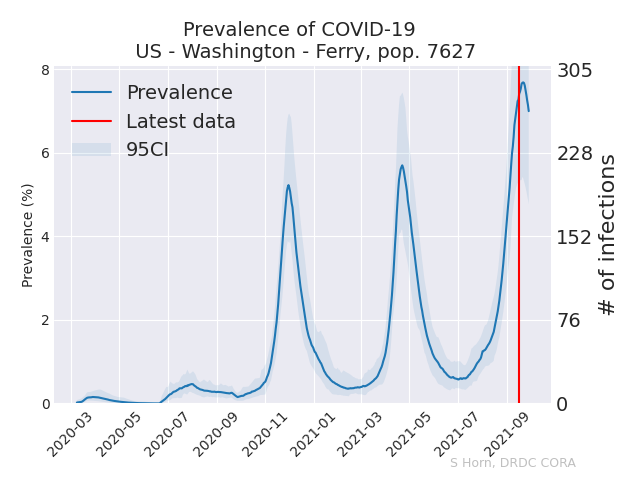 Prevalence of COVID-19
US - Washington - Ferry, pop. 7627
8
6
4
2
0
Prevalence (%)
Prevalence
Latest data
95CI
305
228
152
76
0
# of infections
2020-03
2020-05
2020-07
2020-09
2020-11
2021-01
2021-03
2021-05
2021-07
2021-09
S Horn, DRDC CORA